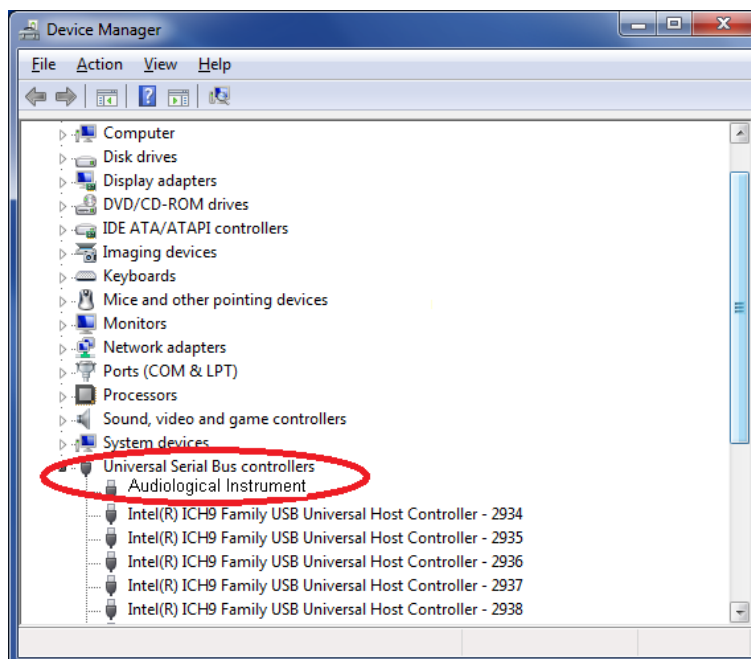 Device Manager
File Action View Help
Computer
Disk drives
Display adapters
DVD/CD-ROM drives
IDE ATA/ATAPI controllers
Imaging devices
Keyboards
Mice and other pointing devices
Monitors
Network adapters
Ports (COM & LPT)
Processors
Sound, video and game controllers
System devices
Universal Serial Bus controllers
Audiological Instrument
Intel(R) ICH9 Family USB Universal Host Controller - 2934
Intel(R) ICH9 Family USB Universal Host Controller - 2935
Intel(R) ICH9 Family USB Universal Host Controller - 2936
Intel(R) ICH9 Family USB Universal Host Controller - 2937
Intel(R) ICH9 Family USB Universal Host Controller - 2938